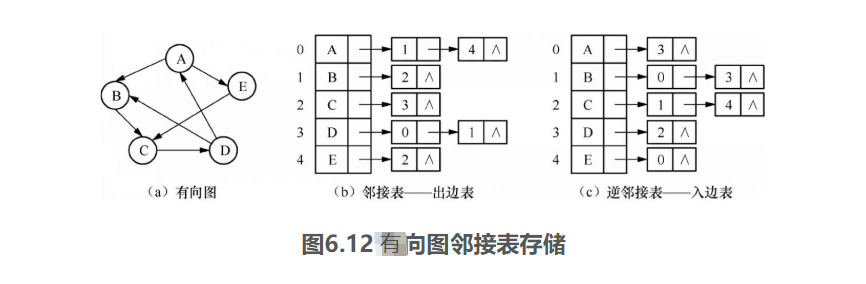 A
B
E
C
D
(a) 有向图
0 A 1 4 ∧
1 B 2 ∧
2 C 3 ∧
3 D 0 1 ∧
4 E 2 ∧
(b) 邻接表——出边表
0 A 3 ∧
1 B 0 3 ∧
2 C 1 4 ∧
3 D 2 ∧
4 E 0 ∧
(c) 逆邻接表——入边表
图6.12 有向图邻接表存储